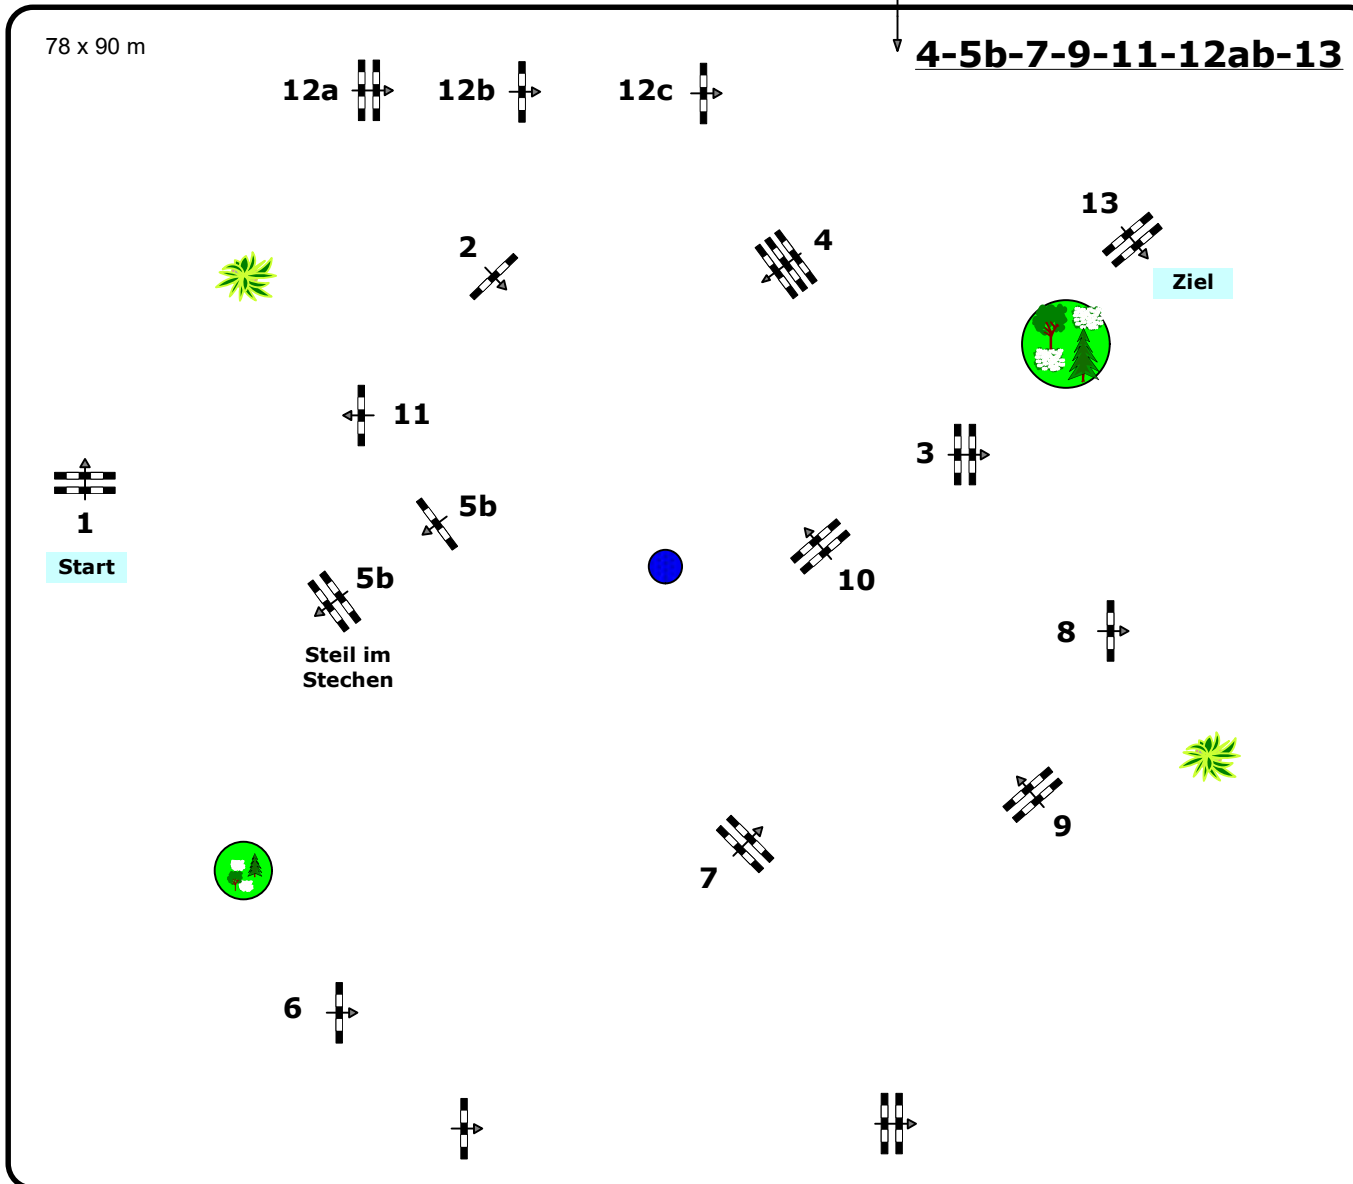 78 x 90 m
4-5b-7-9-11-12ab-13
12a
12b
12c
13
2
4
Ziel
11
3
1
5b
Start
5b
10
Steil im
Stechen
8
9
7
6